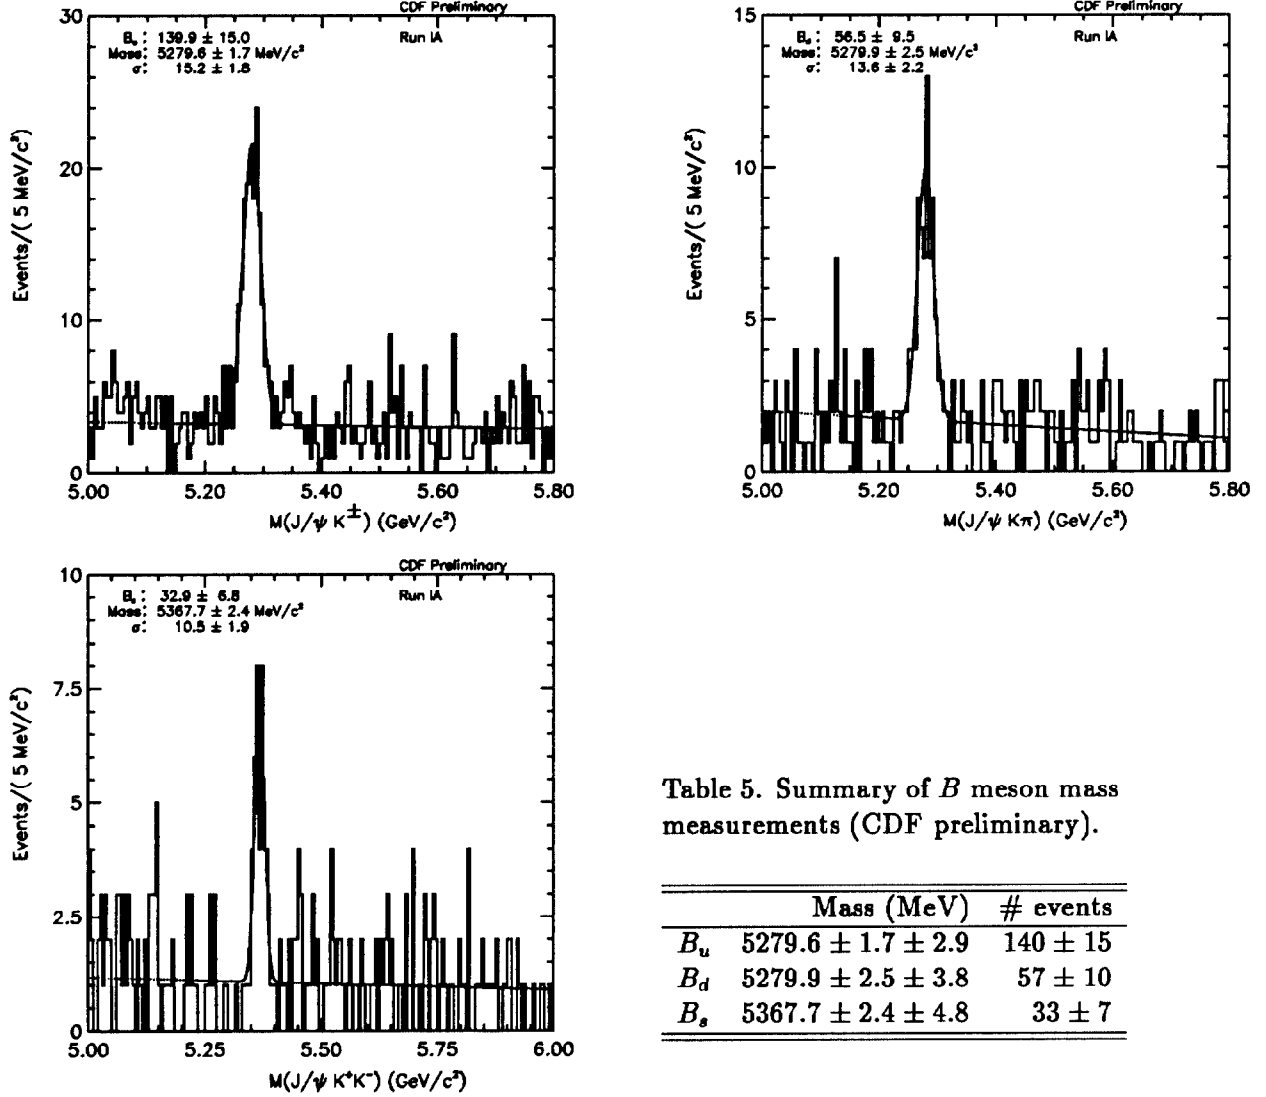 CDF Preliminary
B_u : 139.9 ± 15.0
Run IA
Mass: 5279.6 ± 1.7 MeV/c²
σ: 15.2 ± 1.8
30
20
10
0
Events/( 5 MeV/c²)
5.00 5.20 5.40 5.60 5.80
M(J/ψ K±) (GeV/c²)
CDF Preliminary
B_d : 56.5 ± 9.5
Run IA
Mass: 5279.9 ± 2.5 MeV/c²
σ: 13.6 ± 2.2
15
10
5
0
Events/( 5 MeV/c²)
5.00 5.20 5.40 5.60 5.80
M(J/ψ Kπ) (GeV/c²)
CDF Preliminary
B_s : 32.9 ± 6.8
Run IA
Mass: 5367.7 ± 2.4 MeV/c²
σ: 10.5 ± 1.9
10
7.5
5
2.5
0
Events/( 5 MeV/c²)
5.00 5.25 5.50 5.75 6.00
M(J/ψ K⁺K⁻) (GeV/c²)
Table 5. Summary of B meson mass
measurements (CDF preliminary).
Mass (MeV) # events
B_u 5279.6 ± 1.7 ± 2.9 140 ± 15
B_d 5279.9 ± 2.5 ± 3.8 57 ± 10
B_s 5367.7 ± 2.4 ± 4.8 33 ± 7